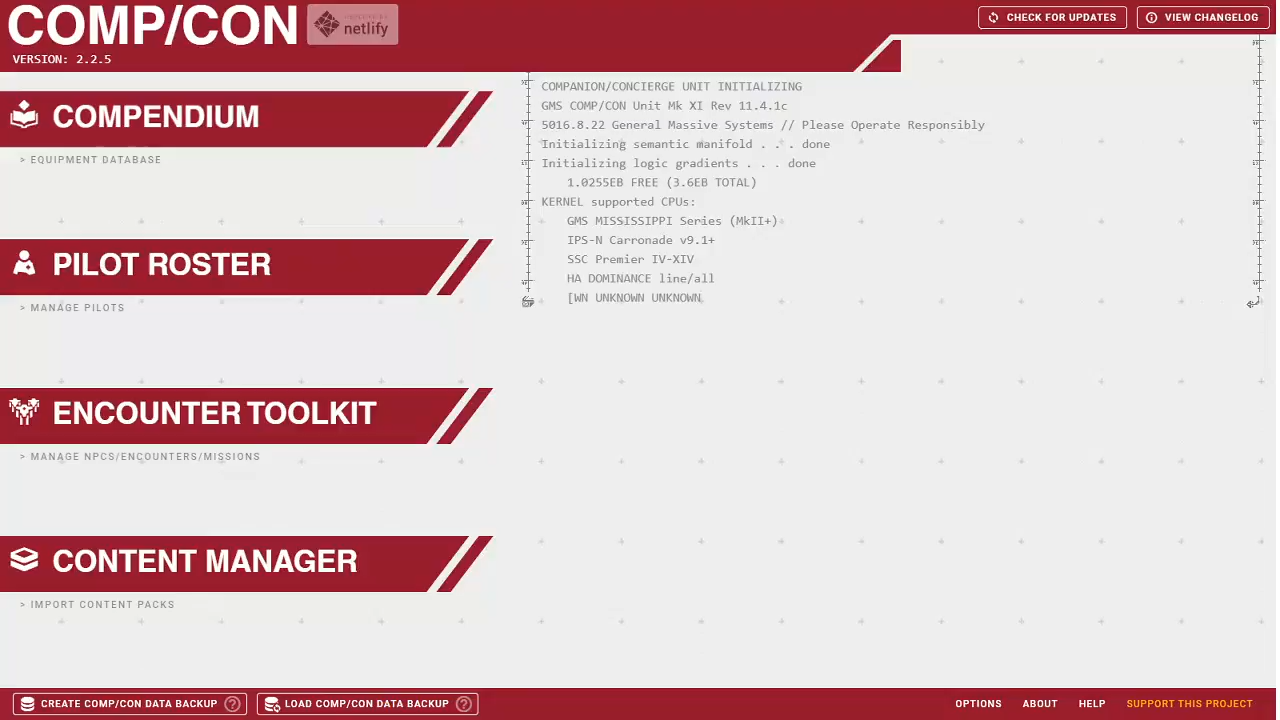 COMP/CON
netlify
VERSION: 2.2.5
CHECK FOR UPDATES
VIEW CHANGELOG
COMPENDIUM
> EQUIPMENT DATABASE
PILOT ROSTER
> MANAGE PILOTS
ENCOUNTER TOOLKIT
> MANAGE NPCS/ENCOUNTERS/MISSIONS
CONTENT MANAGER
> IMPORT CONTENT PACKS
COMPANION/CONCIERGE UNIT INITIALIZING
GMS COMP/CON Unit Mk XI Rev 11.4.1c
5016.8.22 General Massive Systems // Please Operate Responsibly
Initializing semantic manifold . . . done
Initializing logic gradients . . . done
1.0255EB FREE (3.6EB TOTAL)
KERNEL supported CPUs:
GMS MISSISSIPPI Series (MkII+)
IPS-N Carronade v9.1+
SSC Premier IV-XIV
HA DOMINANCE line/all
[WN UNKNOWN UNKNOWN
CREATE COMP/CON DATA BACKUP ?
LOAD COMP/CON DATA BACKUP ?
OPTIONS
ABOUT
HELP
SUPPORT THIS PROJECT